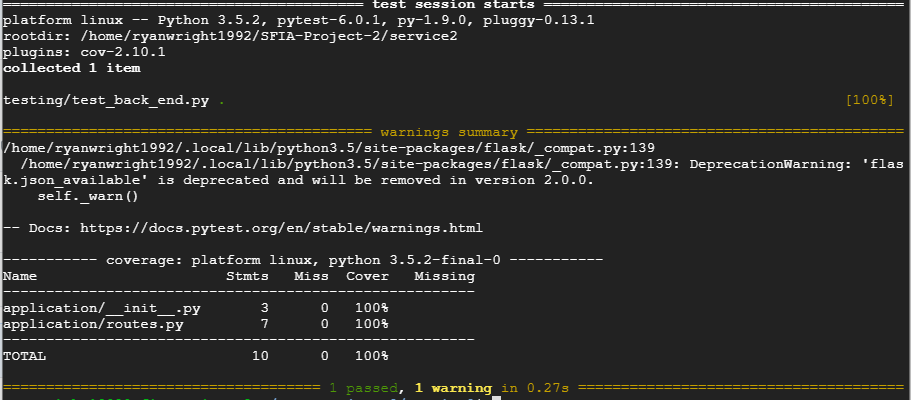 ============================================ test session starts ============================================
platform linux -- Python 3.5.2, pytest-6.0.1, py-1.9.0, pluggy-0.13.1
rootdir: /home/ryanwright1992/SFIA-Project-2/service2
plugins: cov-2.10.1
collected 1 item
testing/test_back_end.py . [100%]
============================================ warnings summary ============================================
/home/ryanwright1992/.local/lib/python3.5/site-packages/flask/_compat.py:139
/home/ryanwright1992/.local/lib/python3.5/site-packages/flask/_compat.py:139: DeprecationWarning: 'flas
k.json_available' is deprecated and will be removed in version 2.0.0.
self._warn()
-- Docs: https://docs.pytest.org/en/stable/warnings.html
----------- coverage: platform linux, python 3.5.2-final-0 -----------
Name Stmts Miss Cover Missing
-------------------------------------------------------
application/__init__.py 3 0 100%
application/routes.py 7 0 100%
-------------------------------------------------------
TOTAL 10 0 100%
====================================== 1 passed, 1 warning in 0.27s ======================================